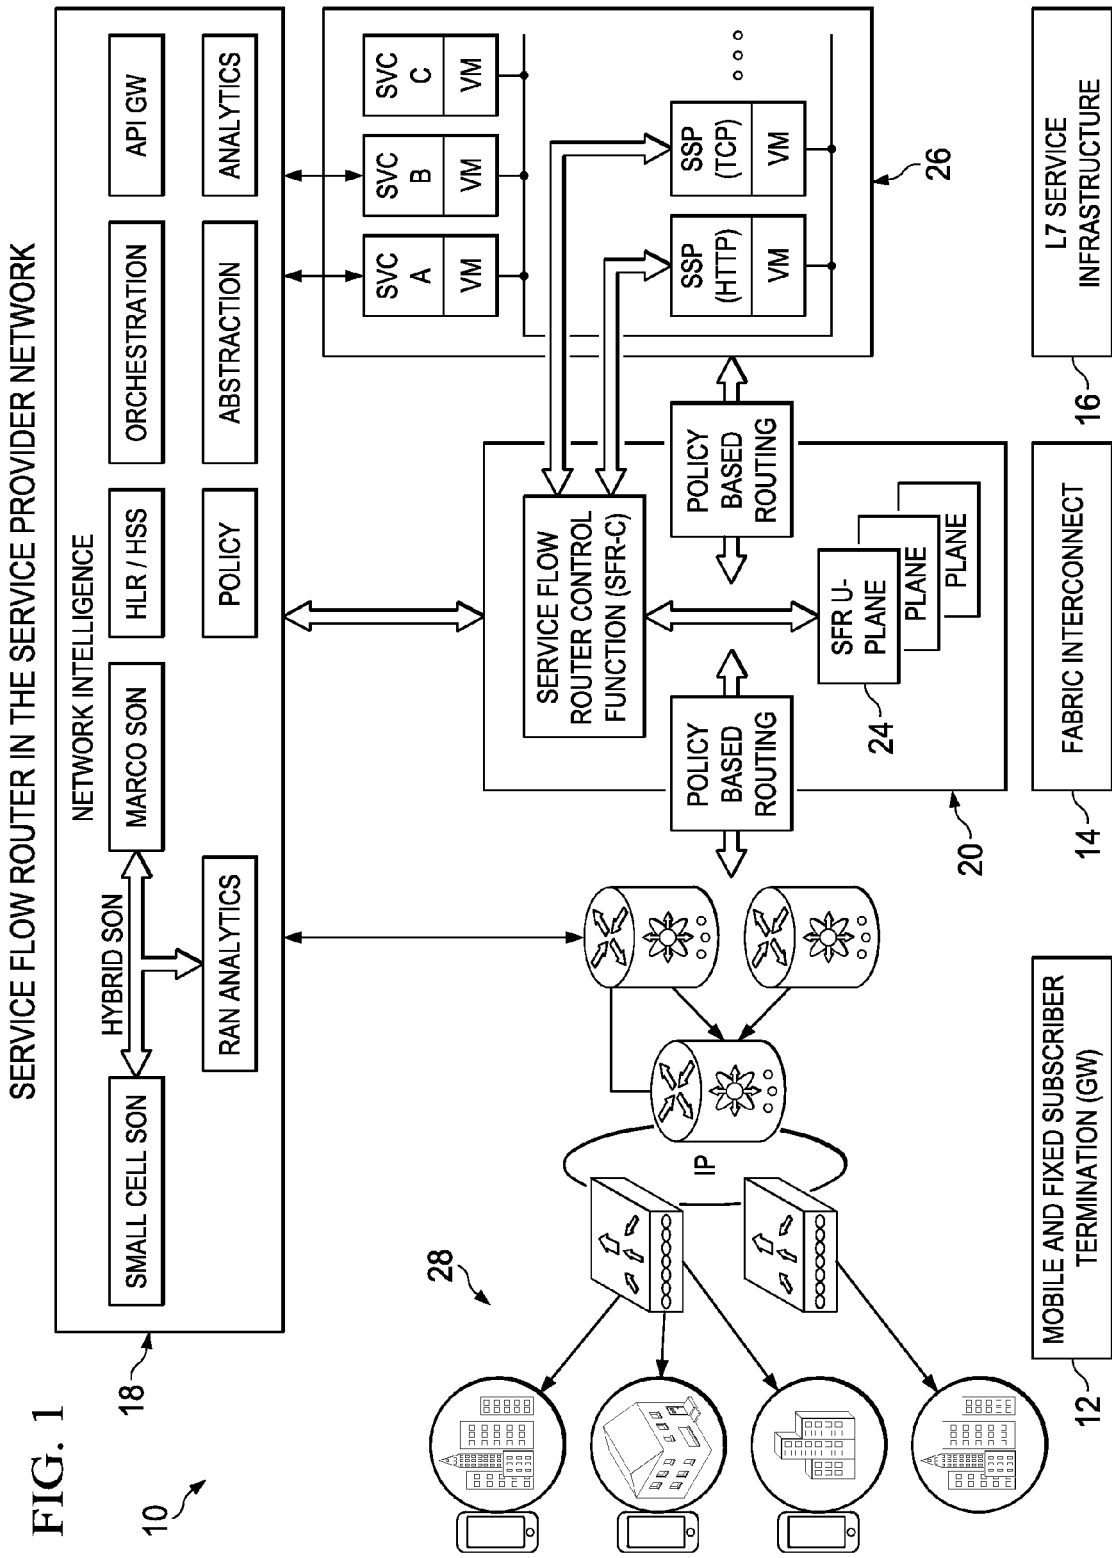 FIG. 1
SERVICE FLOW ROUTER IN THE SERVICE PROVIDER NETWORK
10
18
NETWORK INTELLIGENCE
SMALL CELL SON
HYBRID SON
MARCO SON
HLR / HSS
ORCHESTRATION
API GW
RAN ANALYTICS
POLICY
ABSTRACTION
ANALYTICS
SVC
A
VM
SVC
B
VM
SVC
C
VM
28
IP
SERVICE FLOW
ROUTER CONTROL
FUNCTION (SFR-C)
POLICY
BASED
ROUTING
POLICY
BASED
ROUTING
SSP
(HTTP)
VM
SSP
(TCP)
VM
SFR U-
PLANE
PLANE
PLANE
24
20
26
12
MOBILE AND FIXED SUBSCRIBER
TERMINATION (GW)
14
FABRIC INTERCONNECT
16
L7 SERVICE
INFRASTRUCTURE